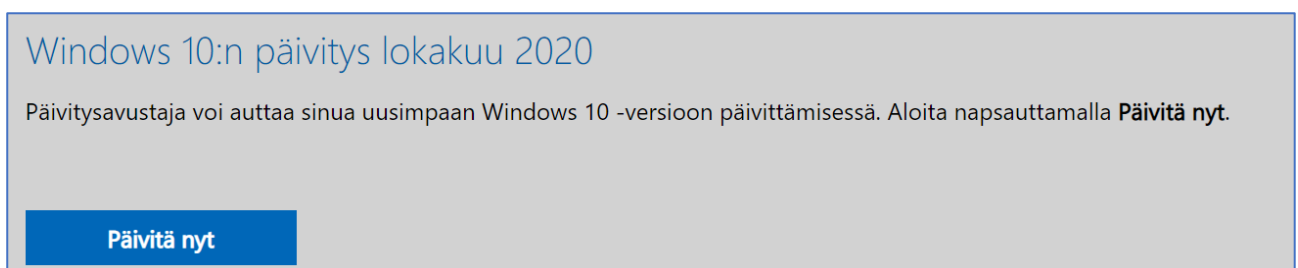 Windows 10:n päivitys lokakuu 2020
Päivitysavustaja voi auttaa sinua uusimpaan Windows 10 -versioon päivittämisessä. Aloita napsauttamalla Päivitä nyt.
Päivitä nyt